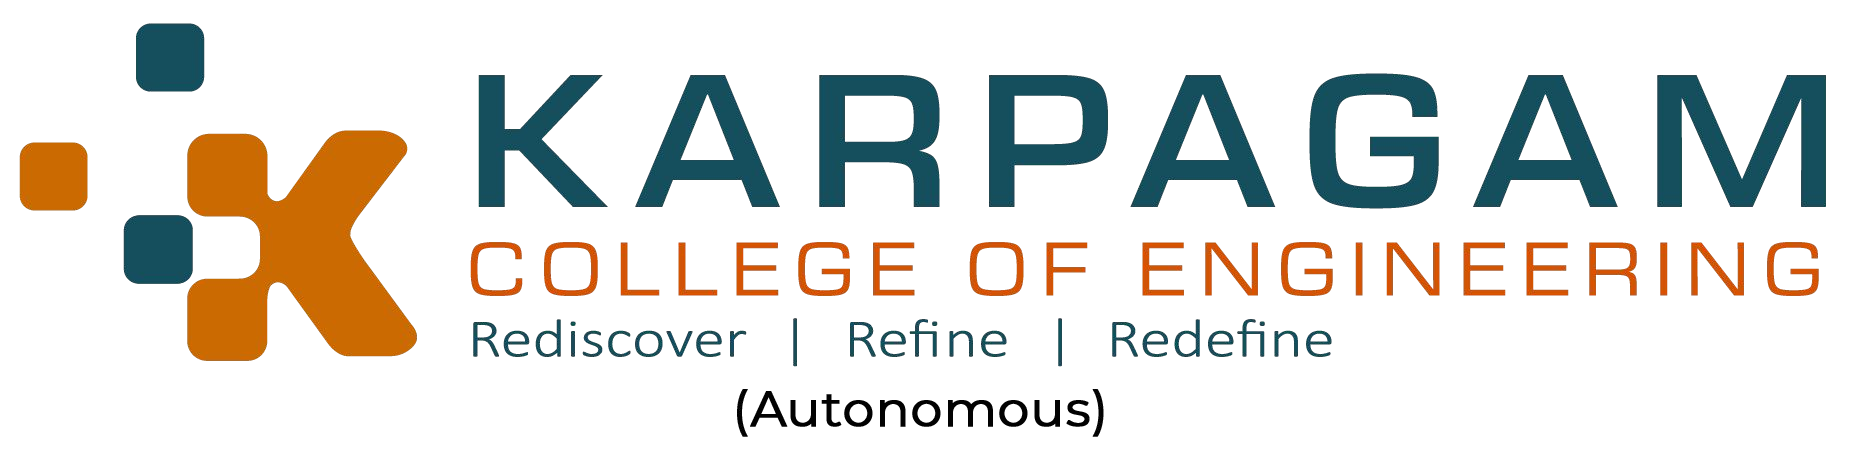 KARPAGAM
COLLEGE OF ENGINEERING
Rediscover | Refine | Redefine
(Autonomous)